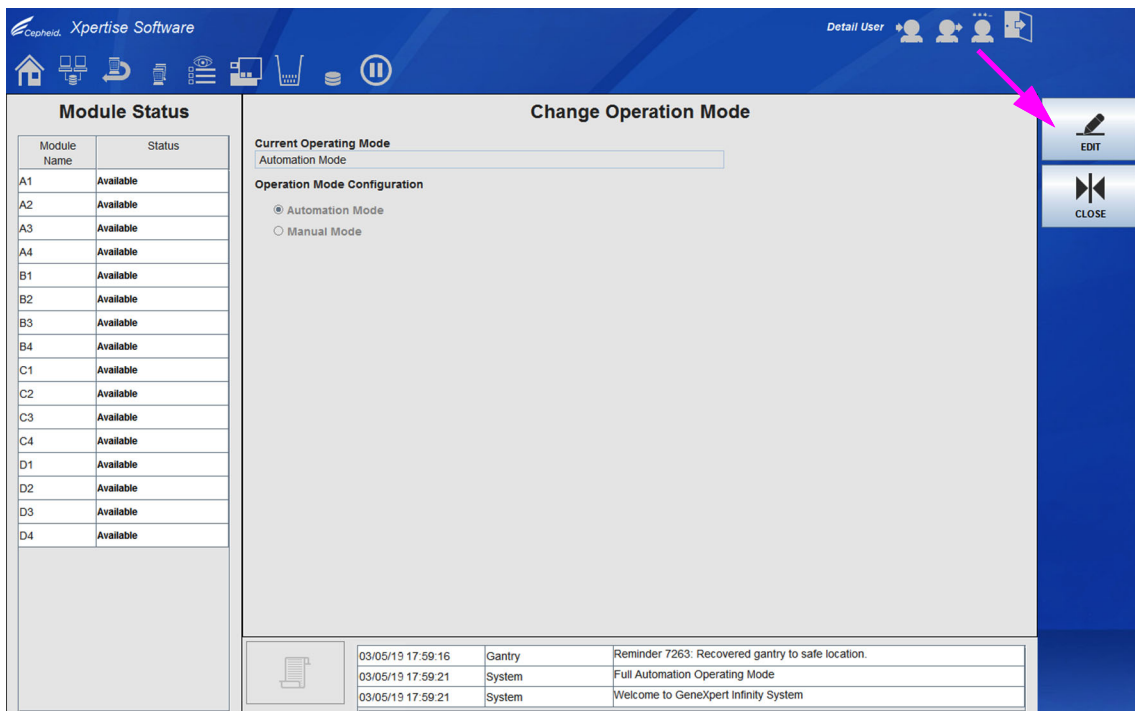 Cepheid. Xpertise Software
Detail User
Module Status
Change Operation Mode
Module Name Status
A1 Available
A2 Available
A3 Available
A4 Available
B1 Available
B2 Available
B3 Available
B4 Available
C1 Available
C2 Available
C3 Available
C4 Available
D1 Available
D2 Available
D3 Available
D4 Available
Current Operating Mode
Automation Mode
Operation Mode Configuration
Automation Mode
Manual Mode
EDIT
CLOSE
03/05/19 17:59:16 Gantry Reminder 7263: Recovered gantry to safe location.
03/05/19 17:59:21 System Full Automation Operating Mode
03/05/19 17:59:21 System Welcome to GeneXpert Infinity System